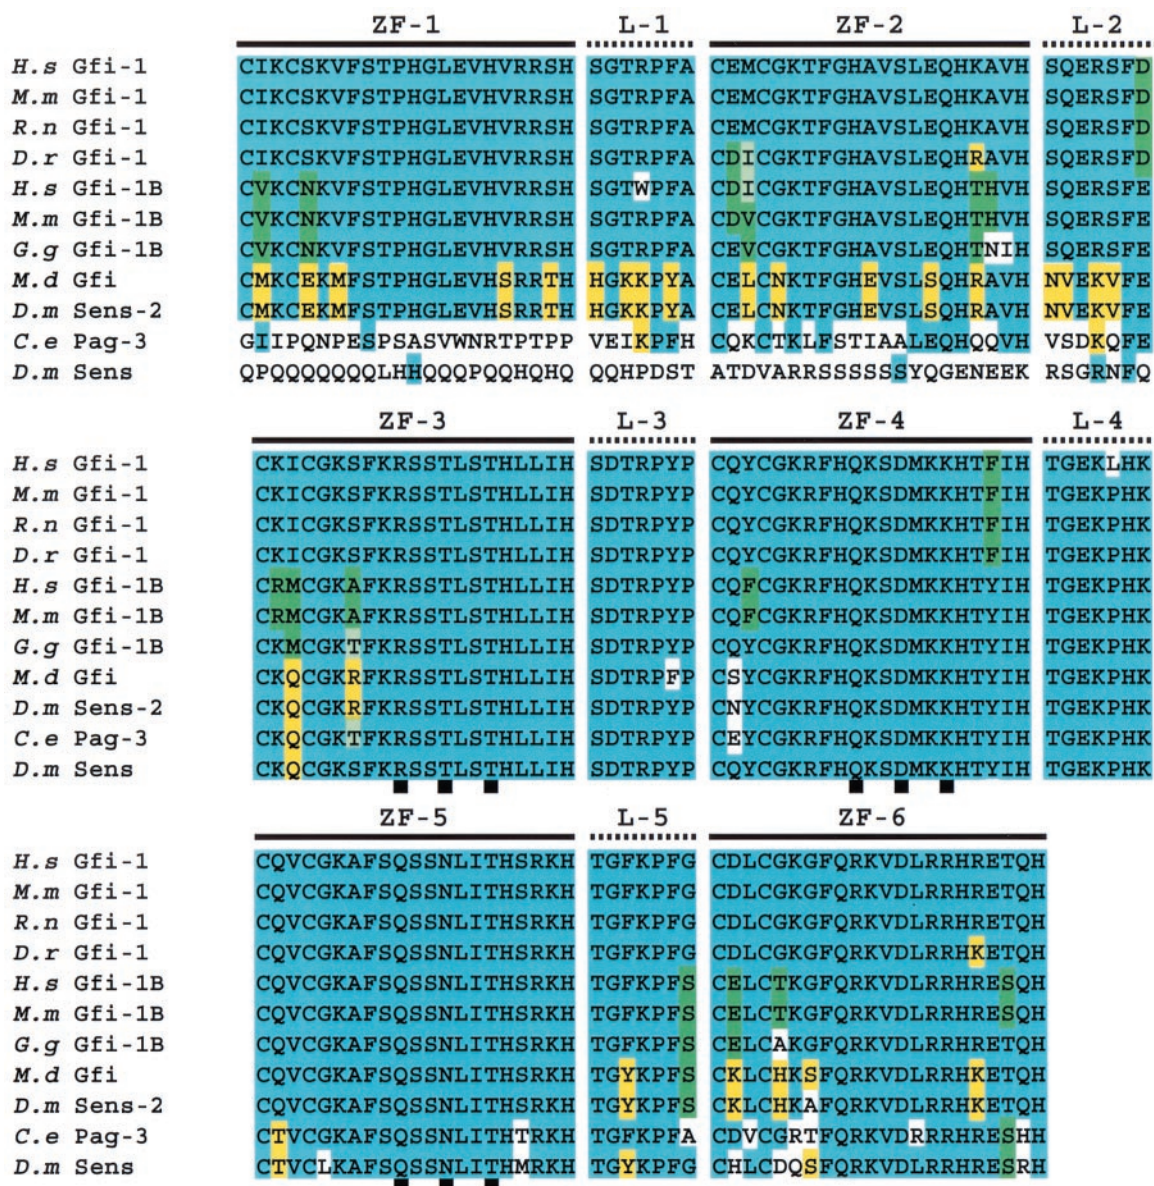 ZF-1 L-1 ZF-2 L-2
H.s Gfi-1 CIKCSKVFSTPHGLEVHVRRSH SGTRPFA CEMCGKTFGHAVSLEQHKAVH SQERSFD
M.m Gfi-1 CIKCSKVFSTPHGLEVHVRRSH SGTRPFA CEMCGKTFGHAVSLEQHKAVH SQERSFD
R.n Gfi-1 CIKCSKVFSTPHGLEVHVRRSH SGTRPFA CEMCGKTFGHAVSLEQHKAVH SQERSFD
D.r Gfi-1 CIKCSKVFSTPHGLEVHVRRSH SGTRPFA CDICGKTFGHAVSLEQHRAVH SQERSFD
H.s Gfi-1B CVKCNKVFSTPHGLEVHVRRSH SGTWPFA CDICGKTFGHAVSLEQHTHVH SQERSFE
M.m Gfi-1B CVKCNKVFSTPHGLEVHVRRSH SGTRPFA CDVCGKTFGHAVSLEQHTHVH SQERSFE
G.g Gfi-1B CVKCNKVFSTPHGLEVHVRRSH SGTRPFA CEVCGKTFGHAVSLEQHTNIH SQERSFE
M.d Gfi CMKCEKMFSTPHGLEVHSRRTH HGKKPYA CELCNKTFGHEVSLSQHRAVH NVEKVFE
D.m Sens-2 CMKCEKMFSTPHGLEVHSRRTH HGKKPYA CELCNKTFGHEVSLSQHRAVH NVEKVFE
C.e Pag-3 GIIPQNPESPSASVWNRTPTPP VEIKPFH CQKCTKLFSTIAALEQHQQVH VSDKQFE
D.m Sens QPQQQQQQQLHHQQQPQQHQHQ QQHPDST ATDVARRSSSSSSYQGENEEK RSGRNFQ
ZF-3 L-3 ZF-4 L-4
H.s Gfi-1 CKICGKSFKRSSTLSTHLLIH SDTRPYP CQYCGKRFHQKSDMKKHTFIH TGEKLHK
M.m Gfi-1 CKICGKSFKRSSTLSTHLLIH SDTRPYP CQYCGKRFHQKSDMKKHTFIH TGEKPHK
R.n Gfi-1 CKICGKSFKRSSTLSTHLLIH SDTRPYP CQYCGKRFHQKSDMKKHTFIH TGEKPHK
D.r Gfi-1 CKICGKSFKRSSTLSTHLLIH SDTRPYP CQYCGKRFHQKSDMKKHTFIH TGEKPHK
H.s Gfi-1B CRMCGKAFKRSSTLSTHLLIH SDTRPYP CQFCGKRFHQKSDMKKHTYIH TGEKPHK
M.m Gfi-1B CRMCGKAFKRSSTLSTHLLIH SDTRPYP CQFCGKRFHQKSDMKKHTYIH TGEKPHK
G.g Gfi-1B CKMCGKTFKRSSTLSTHLLIH SDTRPYP CQYCGKRFHQKSDMKKHTYIH TGEKPHK
M.d Gfi CKQCGKRFKRSSTLSTHLLIH SDTRPFP CSYCGKRFHQKSDMKKHTYIH TGEKPHK
D.m Sens-2 CKQCGKRFKRSSTLSTHLLIH SDTRPYP CNYCGKRFHQKSDMKKHTYIH TGEKPHK
C.e Pag-3 CKQCGKTFKRSSTLSTHLLIH SDTRPYP CEYCGKRFHQKSDMKKHTYIH TGEKPHK
D.m Sens CKQCGKSFKRSSTLSTHLLIH SDTRPYP CQYCGKRFHQKSDMKKHTYIH TGEKPHK
ZF-5 L-5 ZF-6
H.s Gfi-1 CQVCGKAFSQSSNLITHSRKH TGFKPFG CDLCGKGFQRKVDLRRHRETQH
M.m Gfi-1 CQVCGKAFSQSSNLITHSRKH TGFKPFG CDLCGKGFQRKVDLRRHRETQH
R.n Gfi-1 CQVCGKAFSQSSNLITHSRKH TGFKPFG CDLCGKGFQRKVDLRRHRETQH
D.r Gfi-1 CQVCGKAFSQSSNLITHSRKH TGFKPFG CDLCGKGFQRKVDLRRHKETQH
H.s Gfi-1B CQVCGKAFSQSSNLITHSRKH TGFKPFS CELCTKGFQRKVDLRRHRESQH
M.m Gfi-1B CQVCGKAFSQSSNLITHSRKH TGFKPFS CELCTKGFQRKVDLRRHRESQH
G.g Gfi-1B CQVCGKAFSQSSNLITHSRKH TGFKPFS CELCAKGFQRKVDLRRHRETQH
M.d Gfi CQVCGKAFSQSSNLITHSRKH TGYKPFS CKLCHKSFQRKVDLRRHKETQH
D.m Sens-2 CQVCGKAFSQSSNLITHSRKH TGYKPFS CKLCHKAFQRKVDLRRHKETQH
C.e Pag-3 CTVCGKAFSQSSNLITHTRKH TGFKPFA CDVCGRTFQRKVDRRRHRESHH
D.m Sens CTVCLKAFSQSSNLITHMRKH TGYKPFG CHLCDQSFQRKVDLRRHRESRH